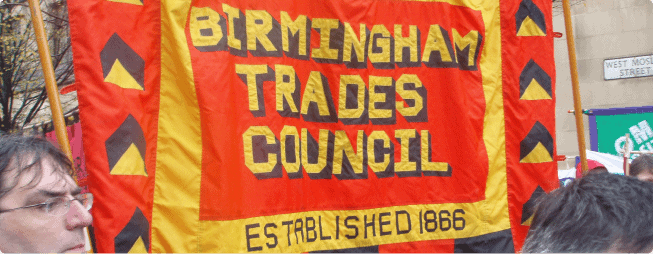 BIRMINGHAM
TRADES
COUNCIL
ESTABLISHED 1866
WEST MOS
STREET